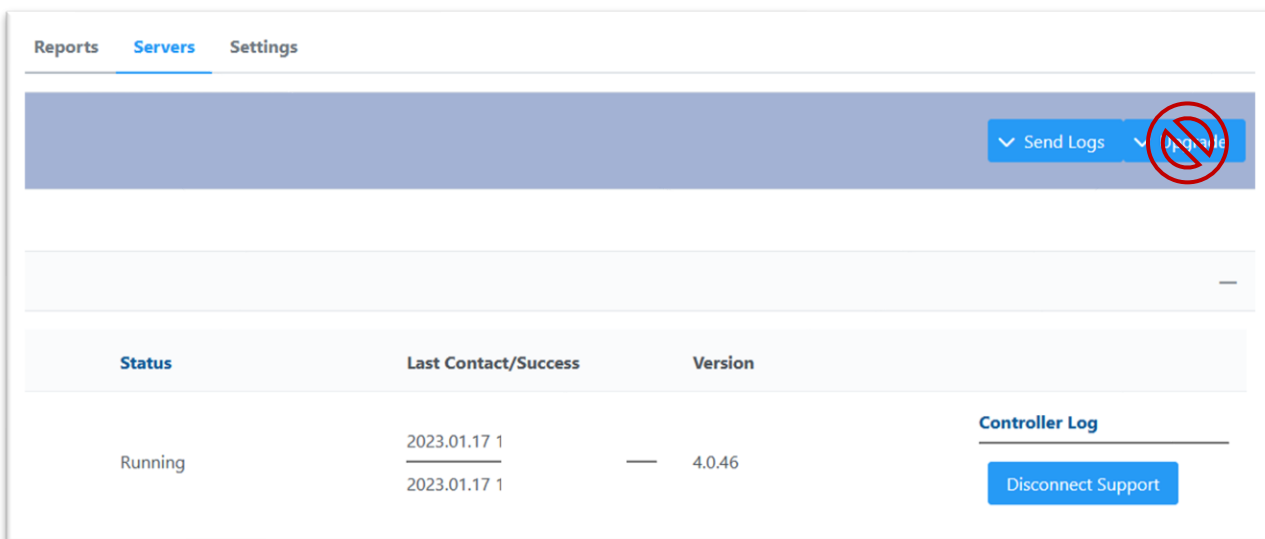 Reports Servers Settings
Send Logs Upgrade
Status Last Contact/Success Version
Controller Log
2023.01.17 1
Running 4.0.46
2023.01.17 1
Disconnect Support